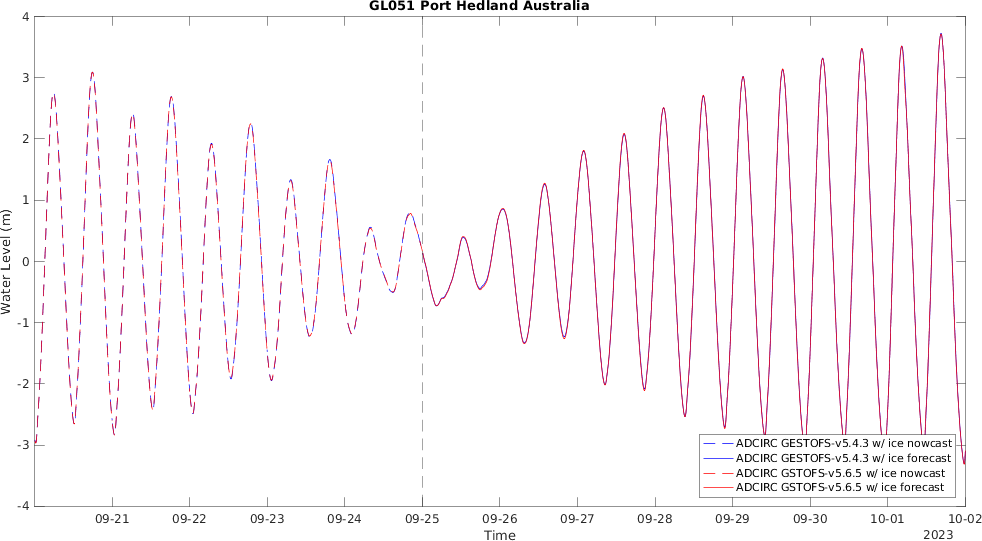 GL051 Port Hedland Australia
4
3
2
1
0
-1
-2
-3
-4
Water Level (m)
ADCIRC GESTOFS-v5.4.3 w/ ice nowcast
ADCIRC GESTOFS-v5.4.3 w/ ice forecast
ADCIRC GSTOFS-v5.6.5 w/ ice nowcast
ADCIRC GSTOFS-v5.6.5 w/ ice forecast
09-21 09-22 09-23 09-24 09-25 09-26 09-27 09-28 09-29 09-30 10-01 10-02
Time 2023